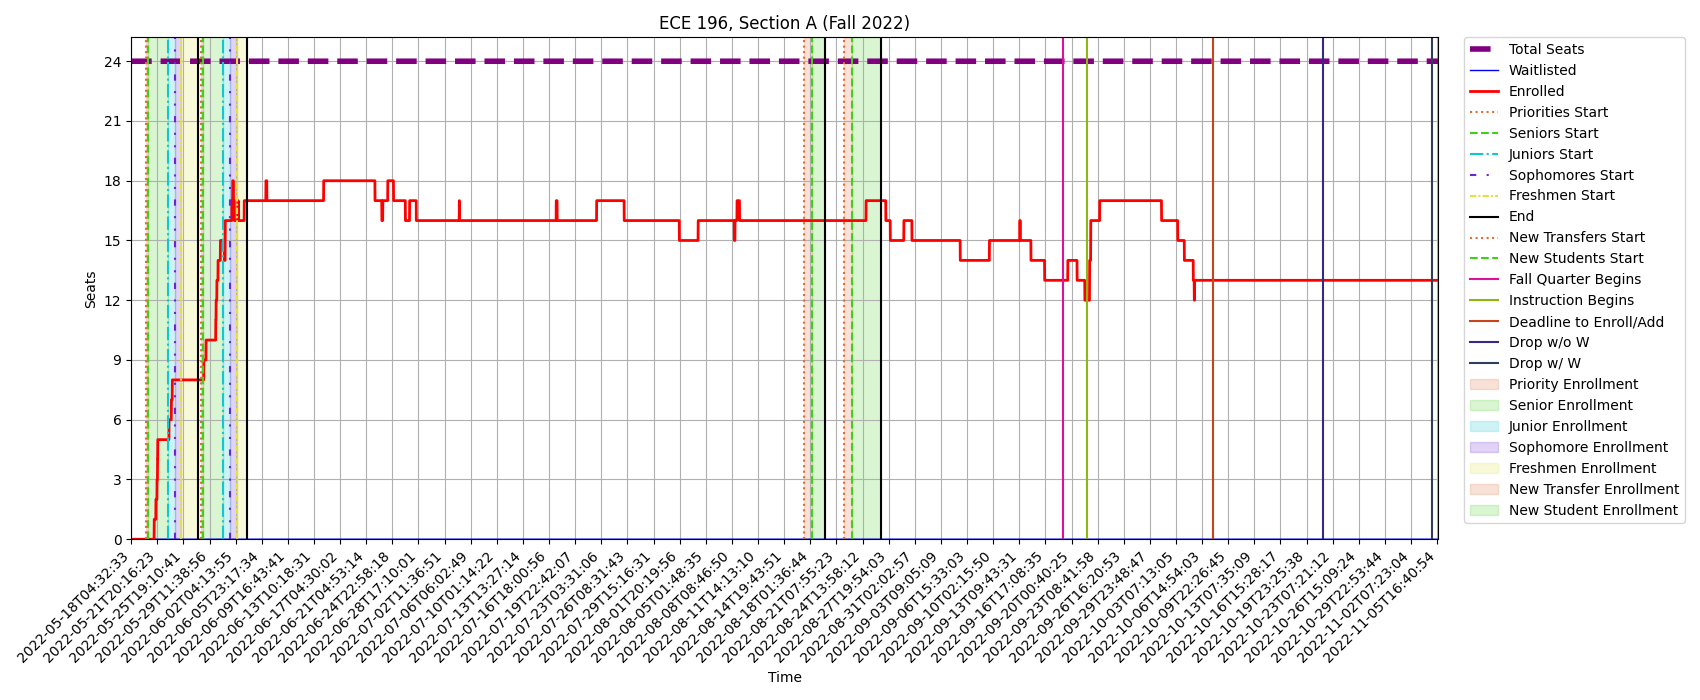 ECE 196, Section A (Fall 2022)
24
21
18
15
12
9
6
3
0
Seats
2022-05-18T04:32:33
2022-05-21T20:16:23
2022-05-25T19:10:41
2022-05-29T11:38:56
2022-06-02T04:13:55
2022-06-05T23:17:34
2022-06-09T16:43:41
2022-06-13T10:18:31
2022-06-17T04:30:02
2022-06-21T04:53:14
2022-06-24T22:58:18
2022-06-28T17:10:01
2022-07-02T11:36:51
2022-07-06T06:02:49
2022-07-10T01:14:22
2022-07-13T13:27:14
2022-07-16T18:00:56
2022-07-19T22:42:07
2022-07-23T03:31:06
2022-07-26T08:31:43
2022-07-29T15:16:31
2022-08-01T20:19:56
2022-08-05T01:48:35
2022-08-08T08:46:50
2022-08-11T14:13:10
2022-08-14T19:43:51
2022-08-18T01:36:44
2022-08-21T07:55:23
2022-08-24T13:58:12
2022-08-27T19:54:03
2022-08-31T02:02:57
2022-09-03T09:05:09
2022-09-06T15:33:03
2022-09-10T02:15:50
2022-09-13T09:43:31
2022-09-16T17:08:35
2022-09-20T00:40:25
2022-09-23T08:41:58
2022-09-26T16:20:53
2022-09-29T23:48:47
2022-10-03T07:13:05
2022-10-06T14:54:03
2022-10-09T22:26:45
2022-10-13T07:35:09
2022-10-16T15:28:17
2022-10-19T23:25:38
2022-10-23T07:21:12
2022-10-26T15:09:24
2022-10-29T22:53:44
2022-11-02T07:23:04
2022-11-05T16:40:54
Time
Total Seats
Waitlisted
Enrolled
Priorities Start
Seniors Start
Juniors Start
Sophomores Start
Freshmen Start
End
New Transfers Start
New Students Start
Fall Quarter Begins
Instruction Begins
Deadline to Enroll/Add
Drop w/o W
Drop w/ W
Priority Enrollment
Senior Enrollment
Junior Enrollment
Sophomore Enrollment
Freshmen Enrollment
New Transfer Enrollment
New Student Enrollment